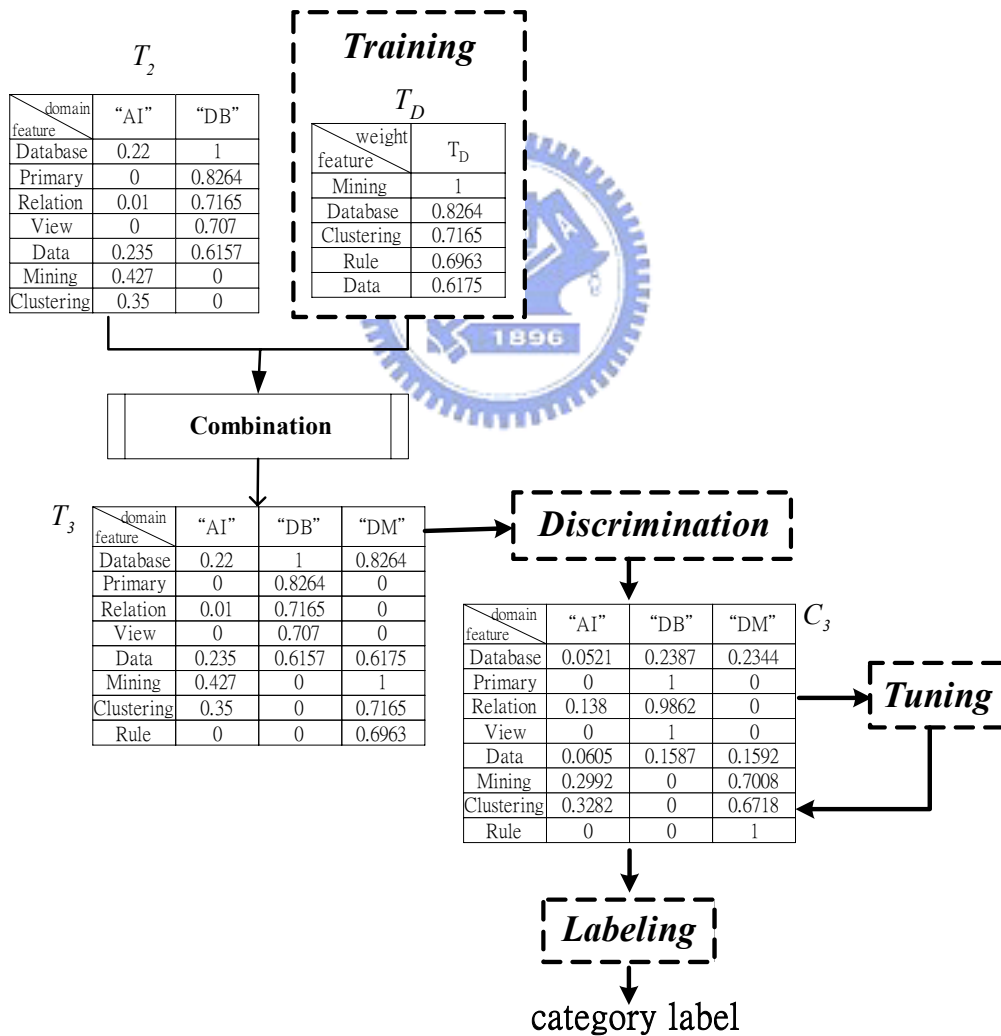 T2
domain “AI” “DB”
feature
Database 0.22 1
Primary 0 0.8264
Relation 0.01 0.7165
View 0 0.707
Data 0.235 0.6157
Mining 0.427 0
Clustering 0.35 0
Training
TD
weight TD
feature
Mining 1
Database 0.8264
Clustering 0.7165
Rule 0.6963
Data 0.6175
1896
Combination
T3
domain “AI” “DB” “DM”
feature
Database 0.22 1 0.8264
Primary 0 0.8264 0
Relation 0.01 0.7165 0
View 0 0.707 0
Data 0.235 0.6157 0.6175
Mining 0.427 0 1
Clustering 0.35 0 0.7165
Rule 0 0 0.6963
Discrimination
C3
domain “AI” “DB” “DM”
feature
Database 0.0521 0.2387 0.2344
Primary 0 1 0
Relation 0.138 0.9862 0
View 0 1 0
Data 0.0605 0.1587 0.1592
Mining 0.2992 0 0.7008
Clustering 0.3282 0 0.6718
Rule 0 0 1
Tuning
Labeling
category label